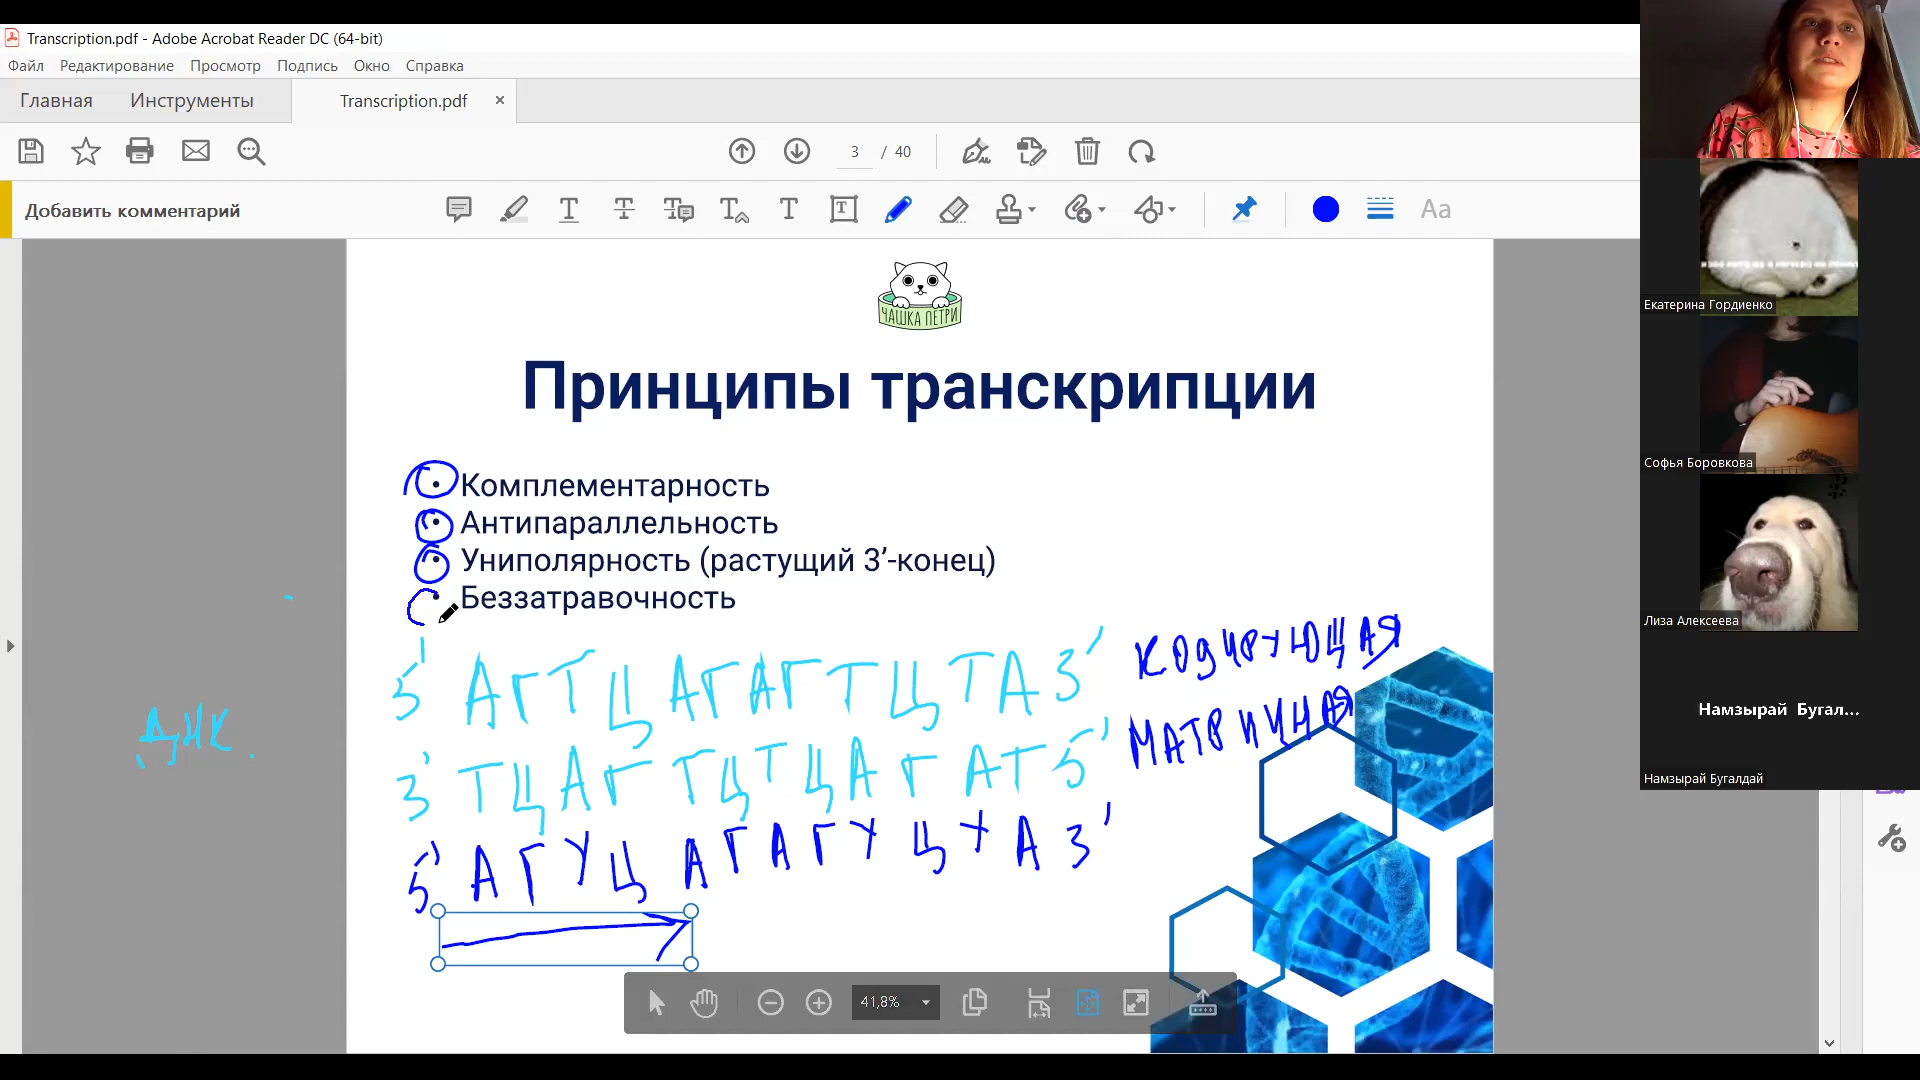 Transcription.pdf - Adobe Acrobat Reader DC (64-bit)
Файл Редактирование Просмотр Подпись Окно Справка
Главная Инструменты Transcription.pdf ×
3 / 40
Добавить комментарий
Aa
ЧАШКА ПЕТРИ
Принципы транскрипции
• Комплементарность
• Антипараллельность
• Униполярность (растущий 3’-конец)
• Беззатравочность
5' АГТЦАГАГТЦТА 3' КОДИРУЮЩАЯ
ДНК
3' ТЦАГТЦТЦАГАТ 5' МАТРИЧНАЯ
5' АГУЦАГАГУЦУА 3'
41,8%
Екатерина Гордиенко
Софья Боровкова
Лиза Алексеева
Намзырай Бугал...
Намзырай Бугалдай